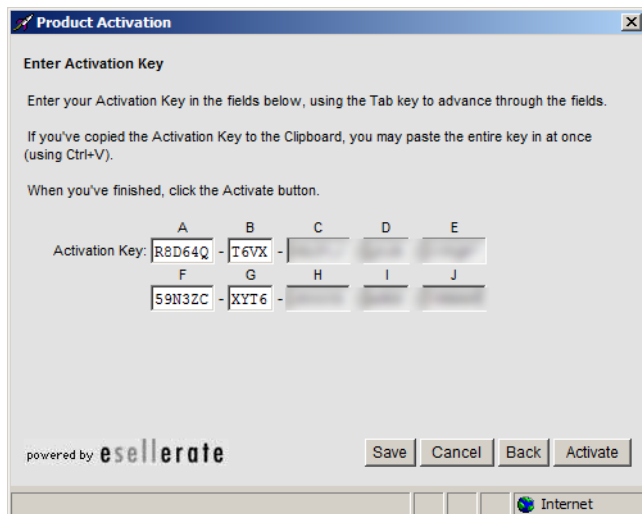 Product Activation
Enter Activation Key
Enter your Activation Key in the fields below, using the Tab key to advance through the fields.
If you've copied the Activation Key to the Clipboard, you may paste the entire key in at once
(using Ctrl+V).
When you've finished, click the Activate button.
A B C D E
Activation Key: R8D64Q - T6VX -
F G H I J
59N3ZC - XYT6 -
powered by esellerate
Save Cancel Back Activate
Internet